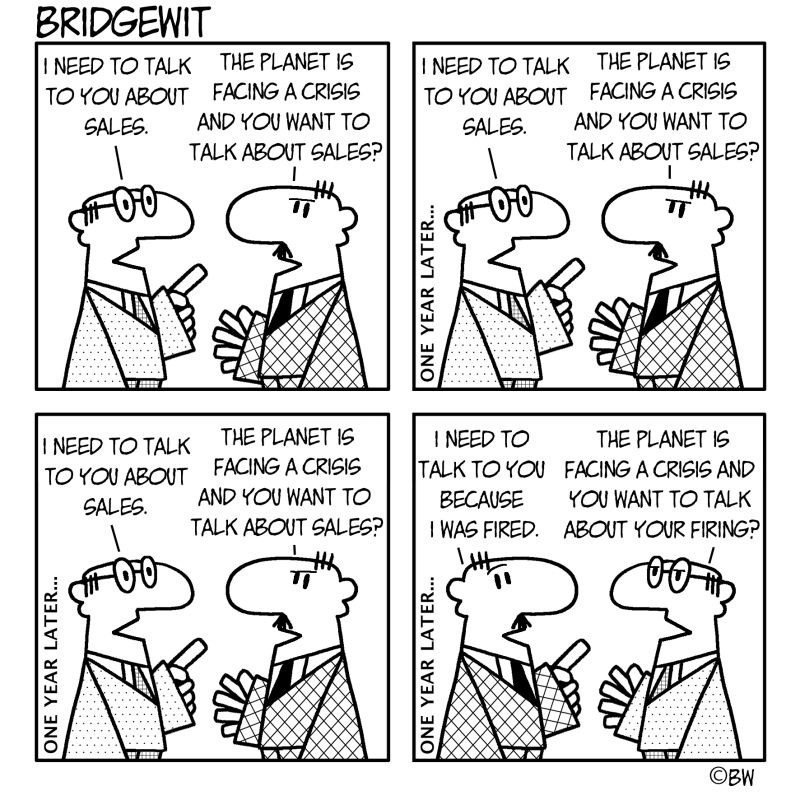 BRIDGEWIT
I NEED TO TALK
TO YOU ABOUT
SALES.
THE PLANET IS
FACING A CRISIS
AND YOU WANT TO
TALK ABOUT SALES?
ONE YEAR LATER...
I NEED TO TALK
TO YOU ABOUT
SALES.
THE PLANET IS
FACING A CRISIS
AND YOU WANT TO
TALK ABOUT SALES?
ONE YEAR LATER...
I NEED TO TALK
TO YOU ABOUT
SALES.
THE PLANET IS
FACING A CRISIS
AND YOU WANT TO
TALK ABOUT SALES?
ONE YEAR LATER...
I NEED TO
TALK TO YOU
BECAUSE
I WAS FIRED.
THE PLANET IS
FACING A CRISIS AND
YOU WANT TO TALK
ABOUT YOUR FIRING?
©BW